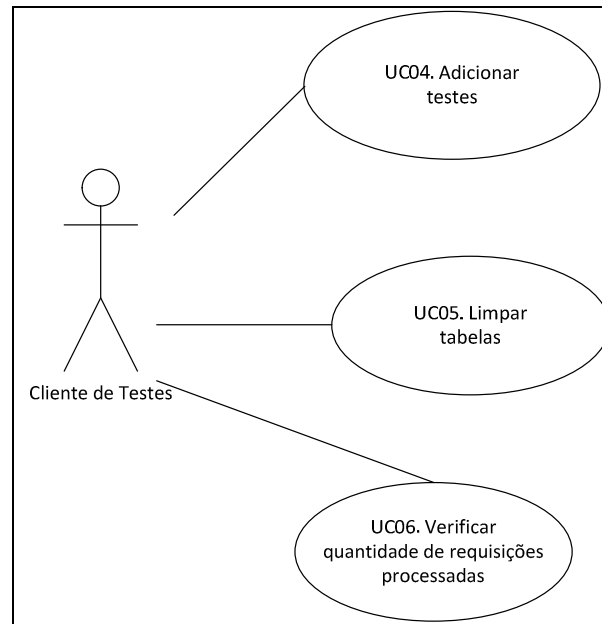 UC04. Adicionar
testes
UC05. Limpar
tabelas
Cliente de Testes
UC06. Verificar
quantidade de requisições
processadas